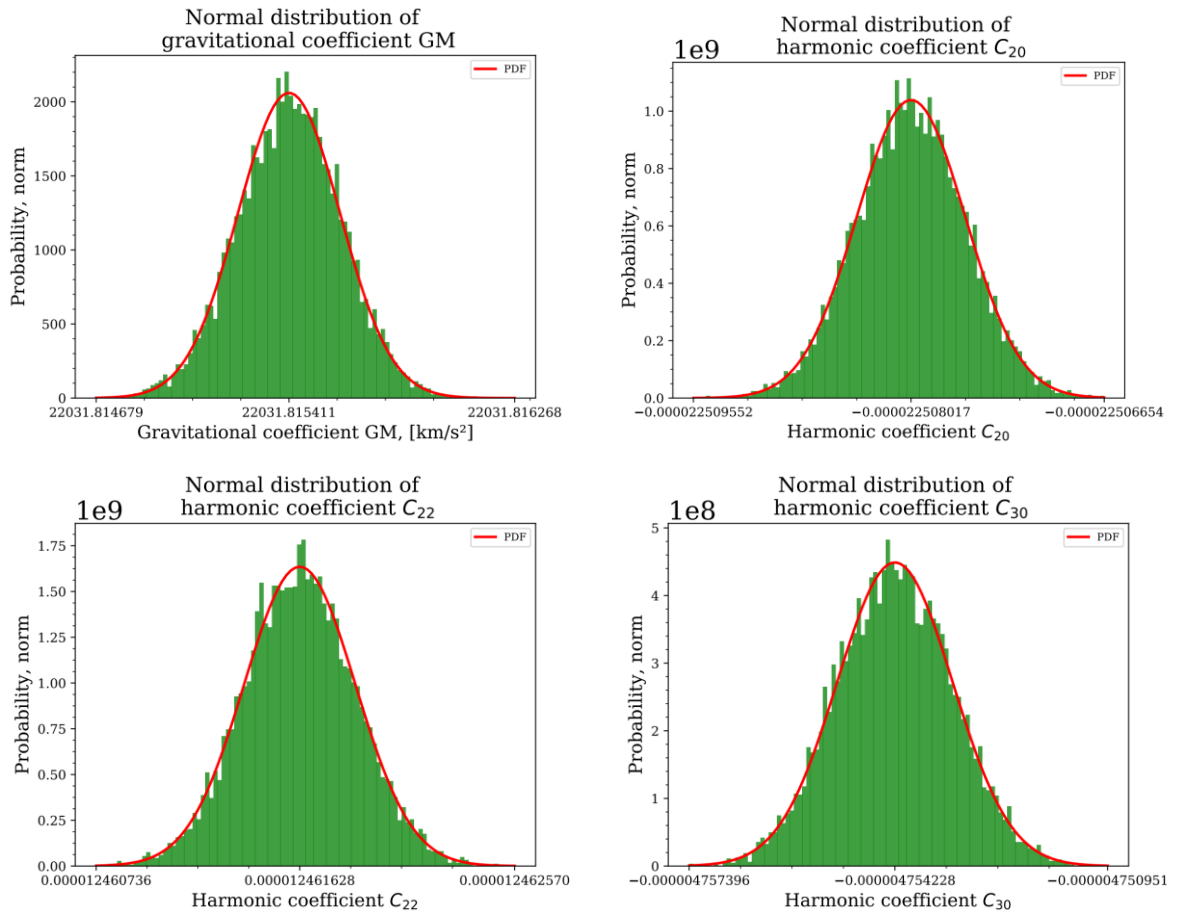 Normal distribution of
gravitational coefficient GM
PDF
2000
1500
1000
500
0
Probability, norm
22031.814679 22031.815411 22031.816268
Gravitational coefficient GM, [km/s²]
Normal distribution of
harmonic coefficient C₂₀
1e9
PDF
1.0
0.8
0.6
0.4
0.2
0.0
Probability, norm
−0.0000022509552 −0.0000022508017 −0.0000022506654
Harmonic coefficient C₂₀
Normal distribution of
harmonic coefficient C₂₂
1e9
PDF
1.75
1.50
1.25
1.00
0.75
0.50
0.25
0.00
Probability, norm
0.000012460736 0.000012461628 0.000012462570
Harmonic coefficient C₂₂
Normal distribution of
harmonic coefficient C₃₀
1e8
PDF
5
4
3
2
1
0
Probability, norm
−0.000004757396 −0.000004754228 −0.000004750951
Harmonic coefficient C₃₀